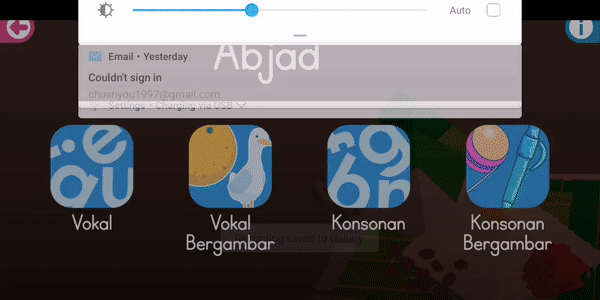 Auto
Email • Yesterday
Abjad
Couldn't sign in
chuanyou1997@gmail.com
Settings • Charging via USB
Vokal
Vokal
Bergambar
Konsonan
Konsonan
Bergambar
saved to Gallery